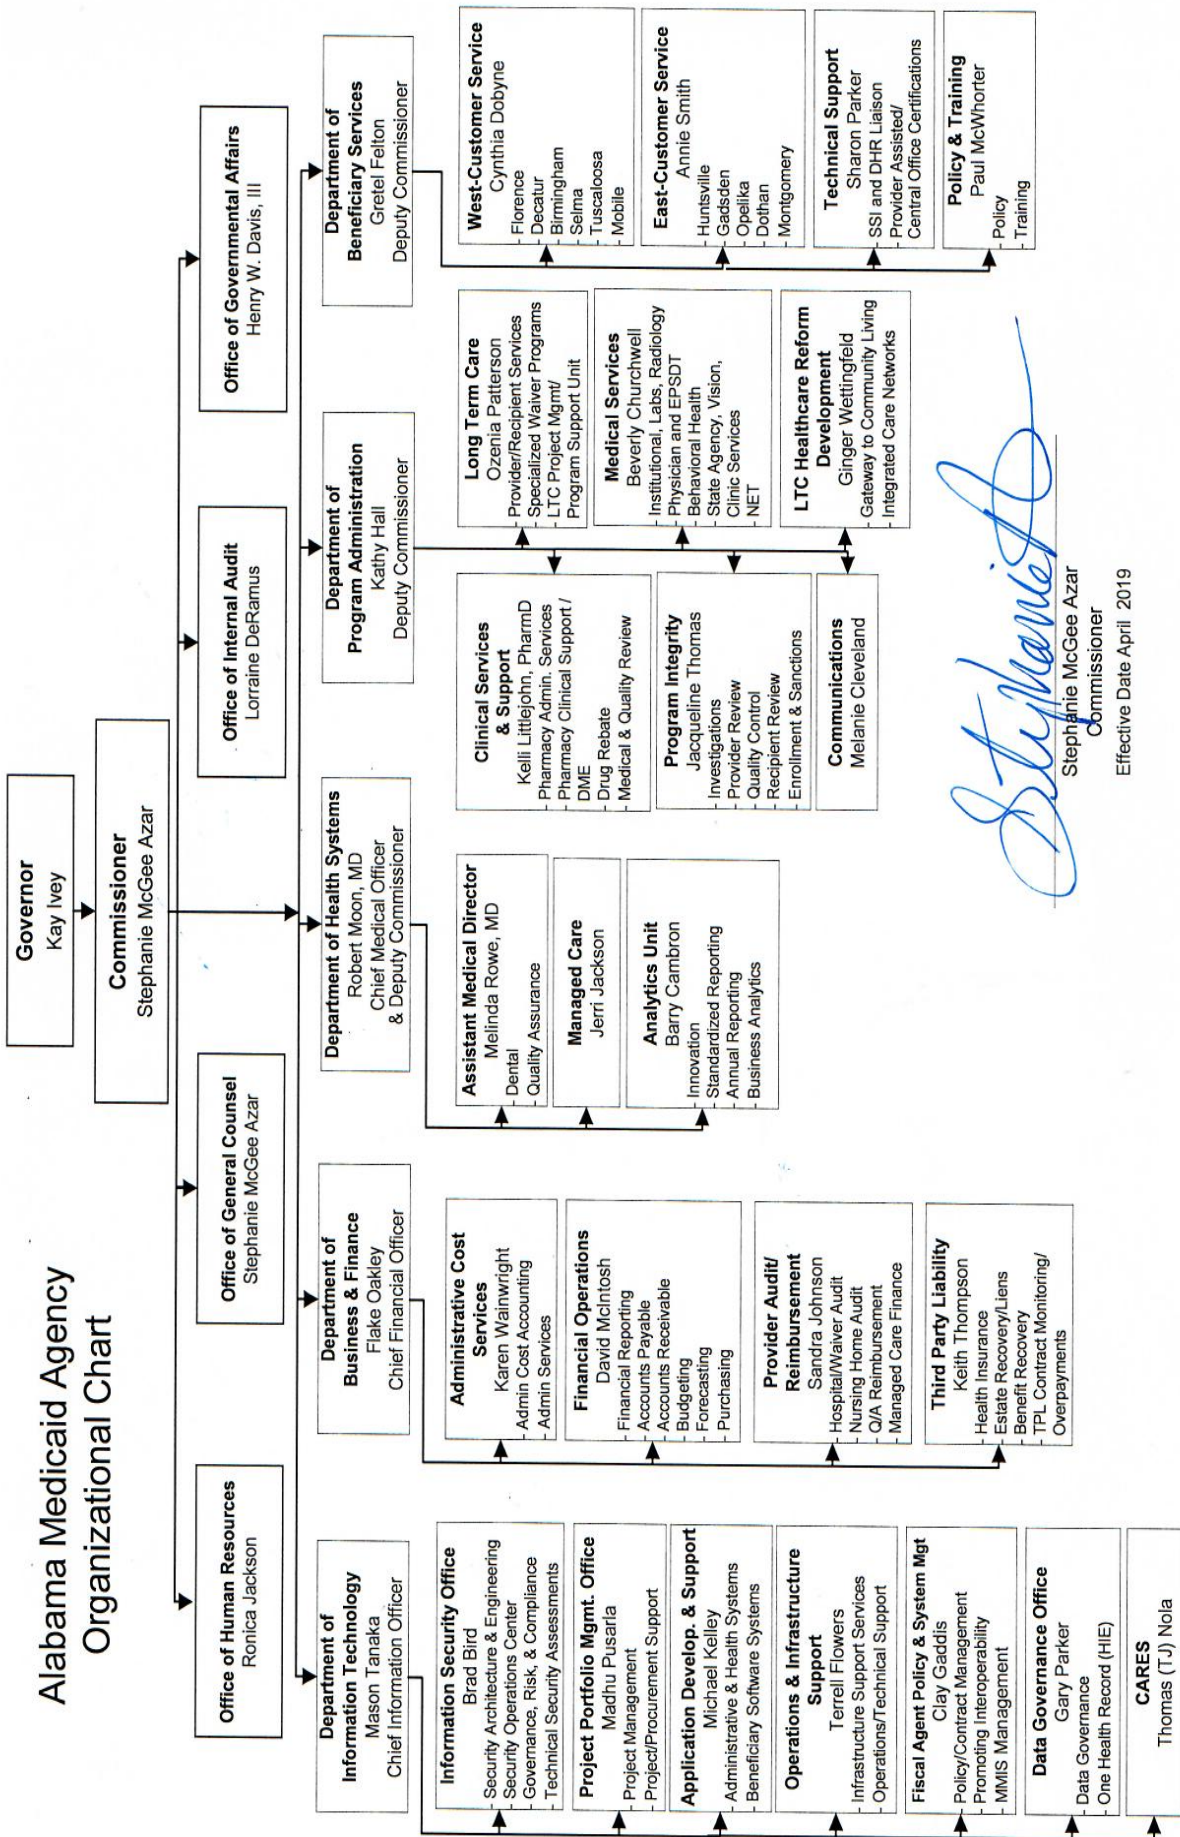 Alabama Medicaid Agency
Organizational Chart
Governor
Kay Ivey
Commissioner
Stephanie McGee Azar
Office of Human Resources
Ronica Jackson
Office of General Counsel
Stephanie McGee Azar
Office of Internal Audit
Lorraine DeRamus
Office of Governmental Affairs
Henry W. Davis, III
Department of
Information Technology
Mason Tanaka
Chief Information Officer
Information Security Office
Brad Bird
- Security Architecture & Engineering
- Security Operations Center
- Governance, Risk, & Compliance
- Technical Security Assessments
Project Portfolio Mgmt. Office
Madhu Pusarla
- Project Management
- Project/Procurement Support
Application Develop. & Support
Michael Kelley
- Administrative & Health Systems
- Beneficiary Software Systems
Operations & Infrastructure
Support
Terrell Flowers
- Infrastructure Support Services
- Operations/Technical Support
Fiscal Agent Policy & System Mgt
Clay Gaddis
- Policy/Contract Management
- Promoting Interoperability
- MMIS Management
Data Governance Office
Gary Parker
- Data Governance
- One Health Record (HIE)
CARES
Thomas (TJ) Nola
Department of
Business & Finance
Flake Oakley
Chief Financial Officer
Administrative Cost
Services
Karen Wainwright
- Admin Cost Accounting
- Admin Services
Financial Operations
David McIntosh
- Financial Reporting
- Accounts Payable
- Accounts Receivable
- Budgeting
- Forecasting
- Purchasing
Provider Audit/
Reimbursement
Sandra Johnson
- Hospital/Waiver Audit
- Nursing Home Audit
- Q/A Reimbursement
- Managed Care Finance
Third Party Liability
Keith Thompson
- Health Insurance
- Estate Recovery/Liens
- Benefit Recovery
- TPL Contract Monitoring/
Overpayments
Department of Health Systems
Robert Moon, MD
Chief Medical Officer
& Deputy Commissioner
Assistant Medical Director
Melinda Rowe, MD
- Dental
- Quality Assurance
Managed Care
Jerri Jackson
Analytics Unit
Barry Cambron
- Innovation
- Standardized Reporting
- Annual Reporting
- Business Analytics
Department of
Program Administration
Kathy Hall
Deputy Commissioner
Clinical Services
& Support
Kelli Littlejohn, PharmD
- Pharmacy Admin. Services
- Pharmacy Clinical Support /
DME
- Drug Rebate
- Medical & Quality Review
Program Integrity
Jacqueline Thomas
- Investigations
- Provider Review
- Quality Control
- Recipient Review
- Enrollment & Sanctions
Communications
Melanie Cleveland
Long Term Care
Ozenia Patterson
- Provider/Recipient Services
- Specialized Waiver Programs
- LTC Project Mgmt/
Program Support Unit
Medical Services
Beverly Churchwell
- Institutional, Labs, Radiology
- Physician and EPSDT
- Behavioral Health
- State Agency, Vision,
Clinic Services
- NET
LTC Healthcare Reform
Development
Ginger Wettingfeld
- Gateway to Community Living
- Integrated Care Networks
Department of
Beneficiary Services
Gretel Felton
Deputy Commissioner
West-Customer Service
Cynthia Dobyne
- Florence
- Decatur
- Birmingham
- Selma
- Tuscaloosa
- Mobile
East-Customer Service
Annie Smith
- Huntsville
- Gadsden
- Opelika
- Dothan
- Montgomery
Technical Support
Sharon Parker
- SSI and DHR Liaison
- Provider Assisted/
Central Office Certifications
Policy & Training
Paul McWhorter
- Policy
- Training
Stephanie McGee Azar
Commissioner
Effective Date April 2019